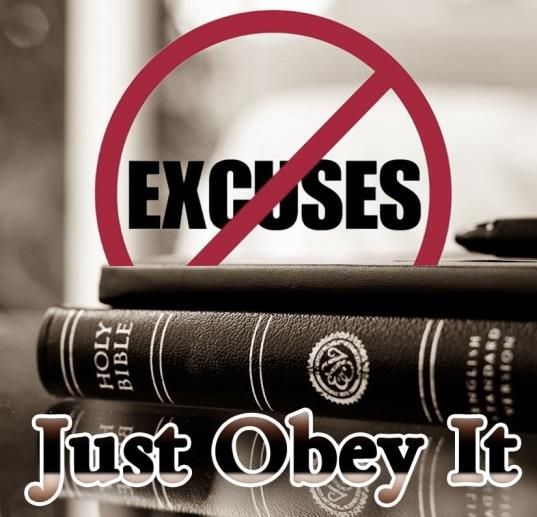 EXCUSES
HOLY
BIBLE
ENGLISH
STANDARD
VERSION
Just Obey It